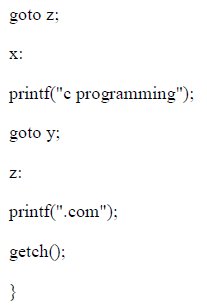 goto z;
x:
printf("c programming");
goto y;
z:
printf(".com");
getch();
}